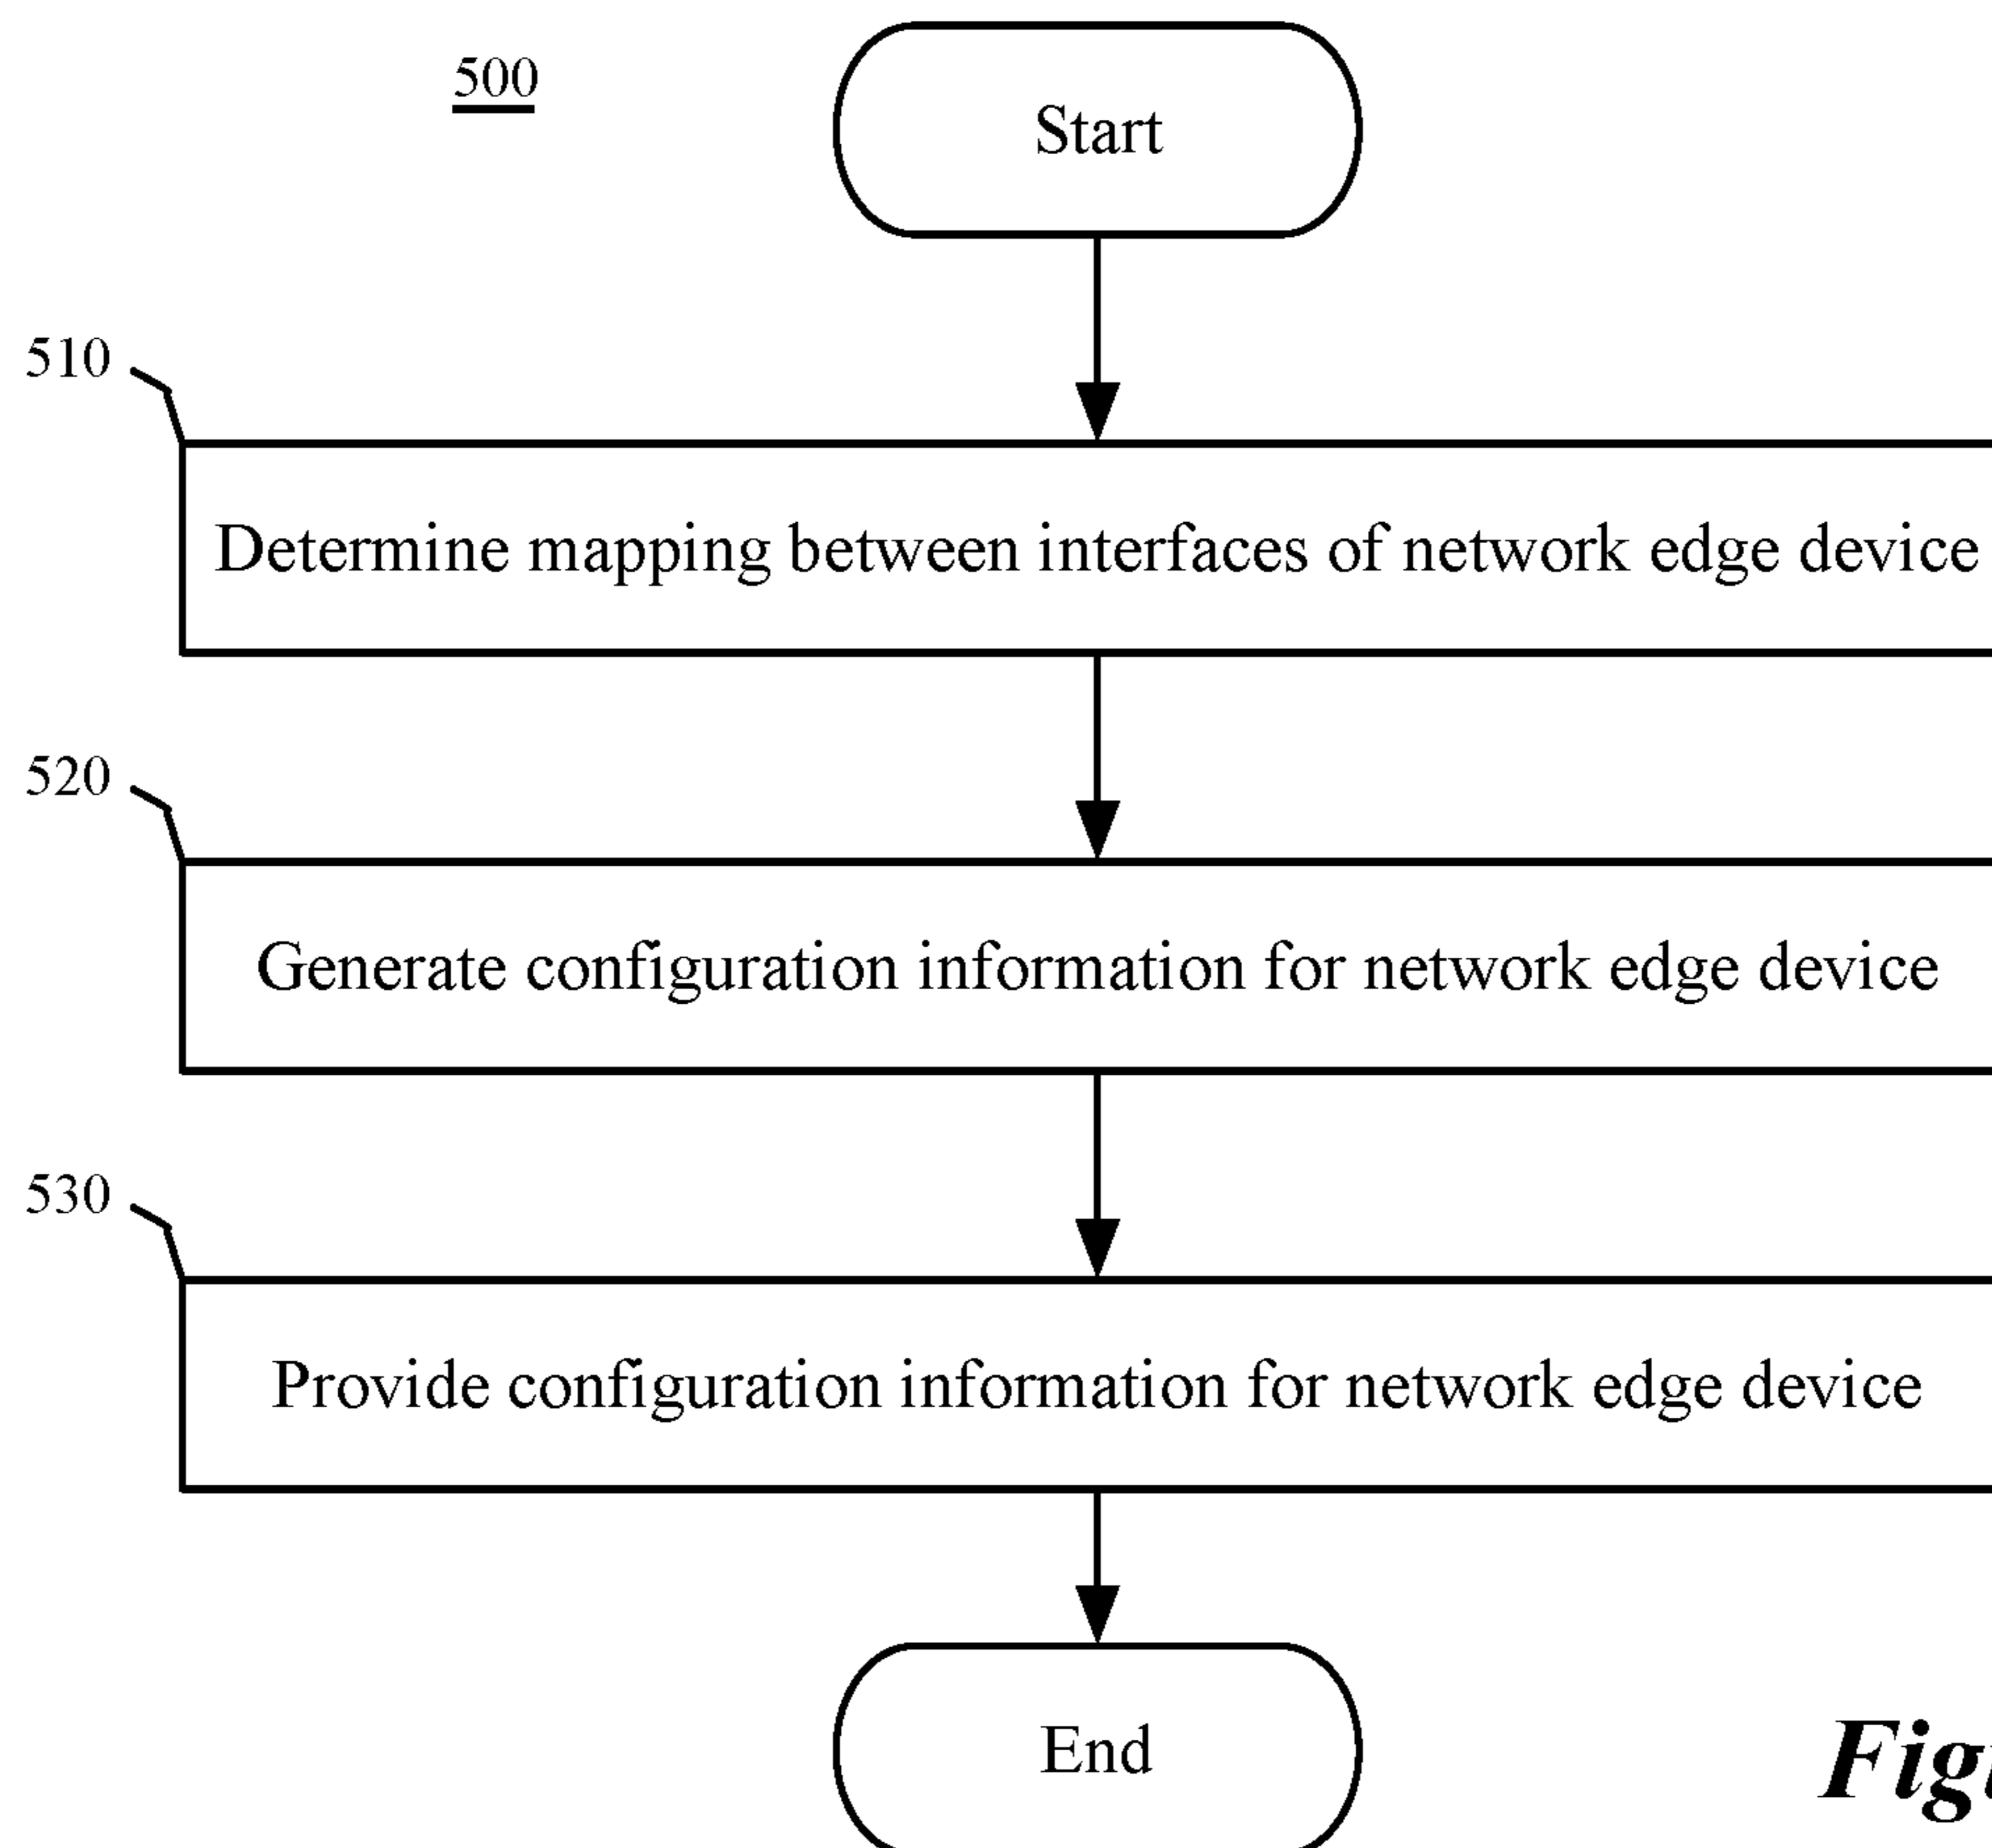 500
Start
510
Determine mapping between interfaces of network edge device
520
Generate configuration information for network edge device
530
Provide configuration information for network edge device
End